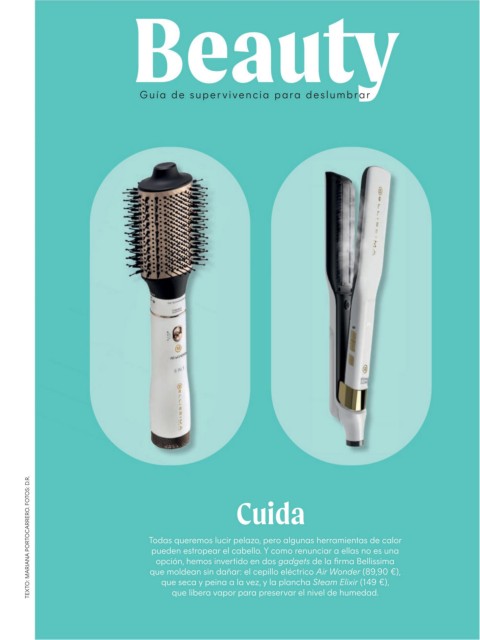 Beauty
Guía de supervivencia para deslumbrar
BELLISSIMA
BELLISSIMA
Cuida
Todas queremos lucir pelazo, pero algunas herramientas de calor
pueden estropear el cabello. Y como renunciar a ellas no es una
opción, hemos invertido en dos gadgets de la firma Bellissima
que moldean sin dañar: el cepillo eléctrico Air Wonder (89,90 €),
que seca y peina a la vez, y la plancha Steam Elixir (149 €),
que libera vapor para preservar el nivel de humedad.
TEXTO: MARIANA PORTOCARRERO. FOTOS: D.R.